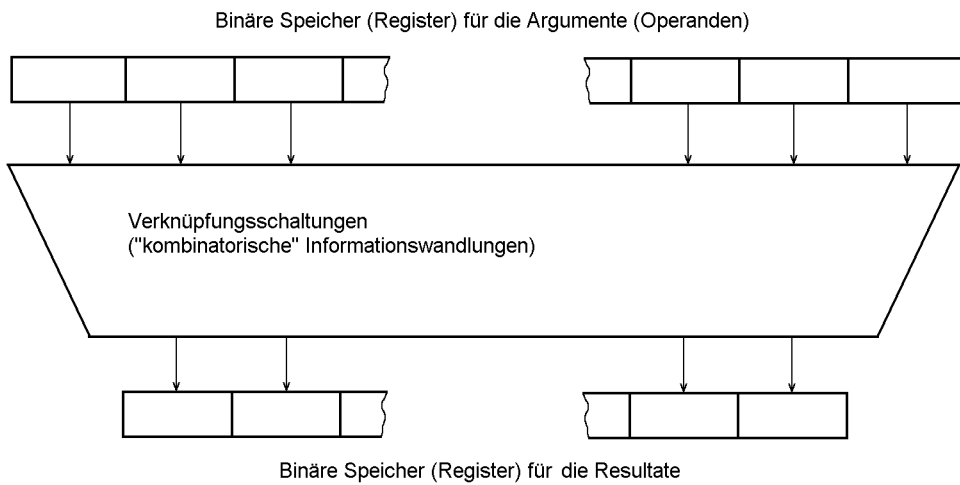 Binäre Speicher (Register) für die Argumente (Operanden)
Verknüpfungsschaltungen
("kombinatorische" Informationswandlungen)
Binäre Speicher (Register) für die Resultate